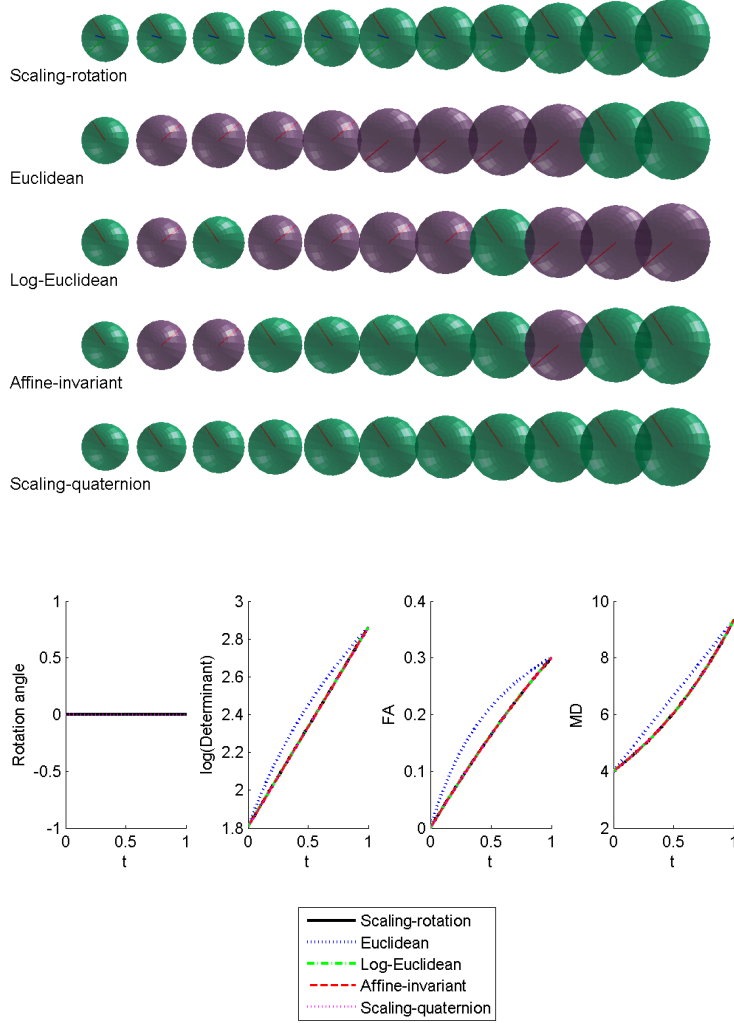 Scaling-rotation
Euclidean
Log-Euclidean
Affine-invariant
Scaling-quaternion
1
0.5
0
-0.5
-1
0 0.5 1
t
Rotation angle
3
2.8
2.6
2.4
2.2
2
1.8
0 0.5 1
t
log(Determinant)
0.4
0.3
0.2
0.1
0
0 0.5 1
t
FA
10
8
6
4
2
0 0.5 1
t
MD
Scaling-rotation
Euclidean
Log-Euclidean
Affine-invariant
Scaling-quaternion